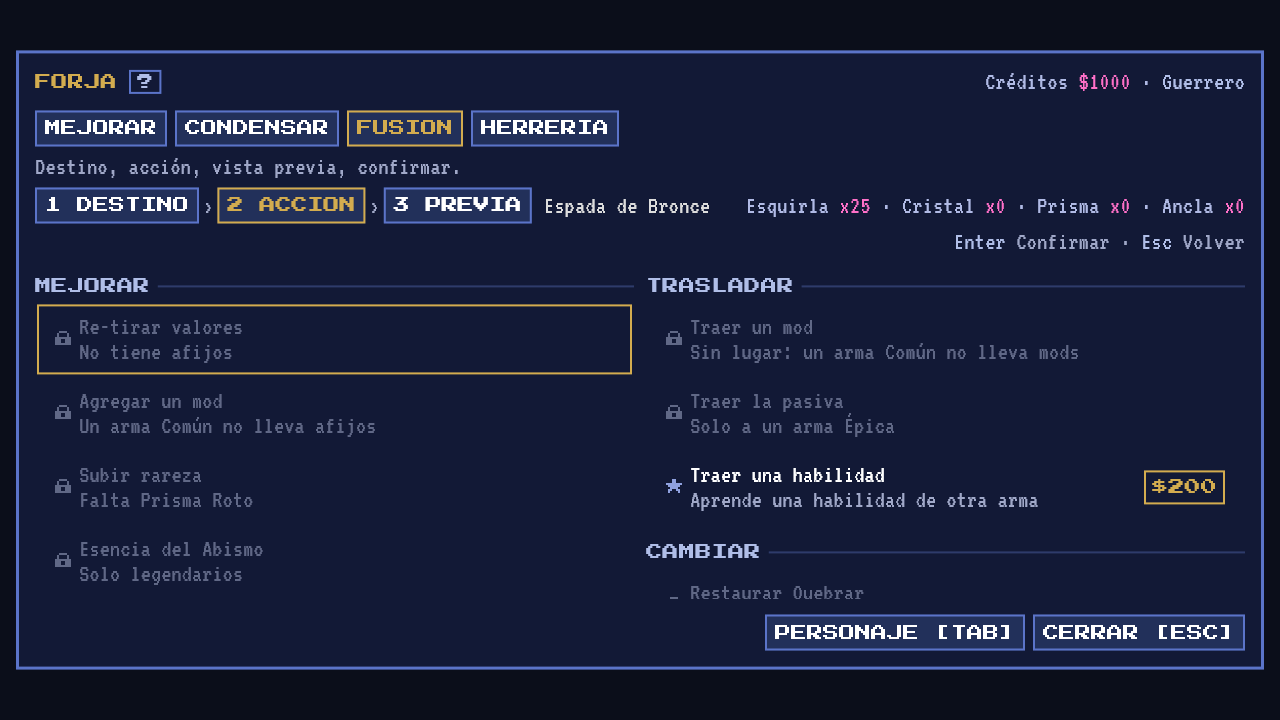 FORJA ?
Créditos $1000 · Guerrero
MEJORAR CONDENSAR FUSION HERRERIA
Destino, acción, vista previa, confirmar.
1 DESTINO › 2 ACCION › 3 PREVIA Espada de Bronce Esquirla x25 · Cristal x0 · Prisma x0 · Ancla x0
Enter Confirmar · Esc Volver
MEJORAR
Re-tirar valores
No tiene afijos
Agregar un mod
Un arma Común no lleva afijos
Subir rareza
Falta Prisma Roto
Esencia del Abismo
Solo legendarios
TRASLADAR
Traer un mod
Sin lugar: un arma Común no lleva mods
Traer la pasiva
Solo a un arma Épica
Traer una habilidad
Aprende una habilidad de otra arma
$200
CAMBIAR
Restaurar Quebrar
PERSONAJE [TAB] CERRAR [ESC]